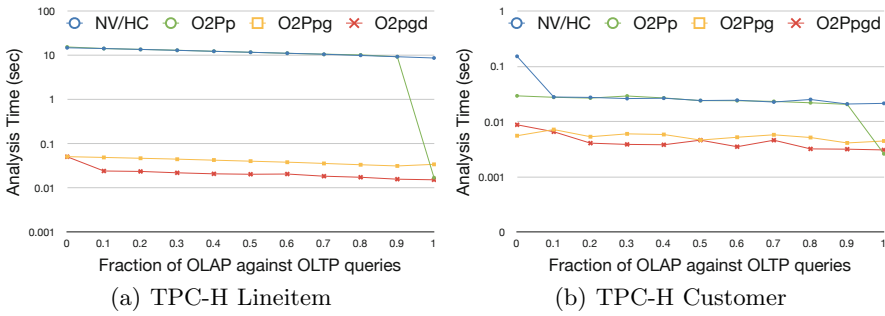 NV/HC O2Pp O2Ppg O2pgd
Analysis Time (sec)
100
10
1
0.1
0.01
0.001
0 0.1 0.2 0.3 0.4 0.5 0.6 0.7 0.8 0.9 1
Fraction of OLAP against OLTP queries
(a) TPC-H Lineitem
NV/HC O2Pp O2Ppg O2Ppgd
Analysis Time (sec)
1
0.1
0.01
0.001
0
0 0.1 0.2 0.3 0.4 0.5 0.6 0.7 0.8 0.9 1
Fraction of OLAP against OLTP queries
(b) TPC-H Customer